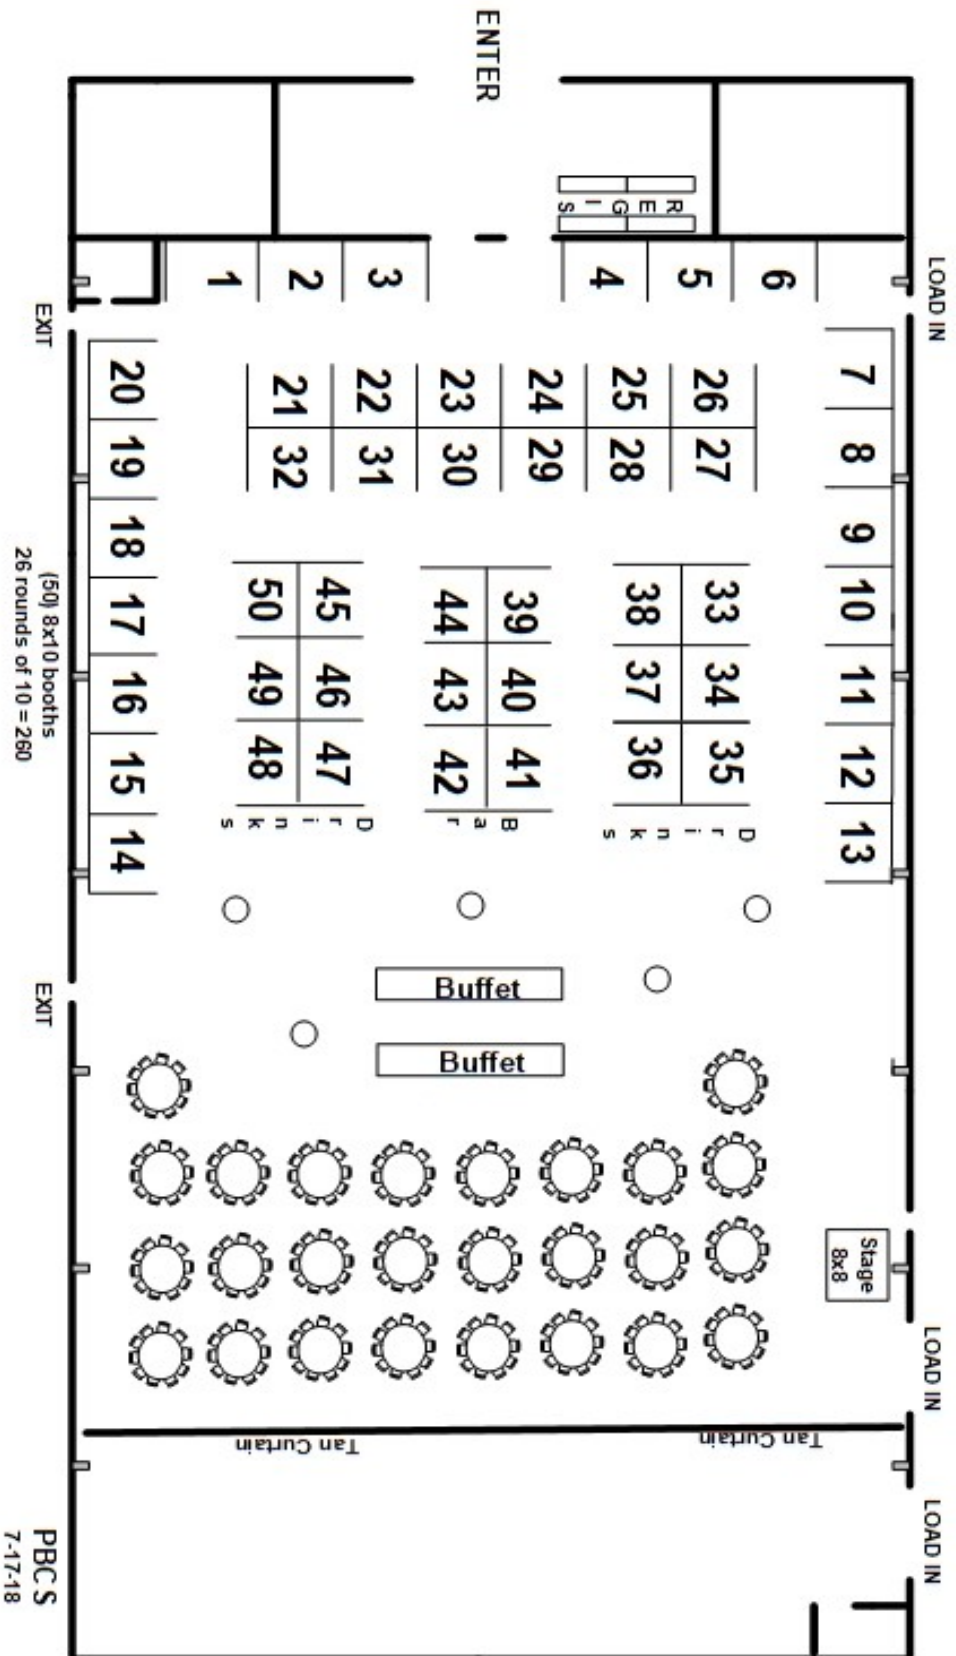 ENTER
REGIS
LOAD IN
EXIT
1
2
3
4
5
6
7
8
9
10
11
12
13
20
19
18
17
16
15
14
21
22
23
24
25
26
32
31
30
29
28
27
50
45
49
46
48
47
44
39
43
40
42
41
38
33
37
34
36
35
Drinks
Bar
Drinks
(50) 8x10 booths
26 rounds of 10 = 260
EXIT
Buffet
Buffet
Stage
8x8
LOAD IN
Tan Curtain
Tan Curtain
LOAD IN
PBCS
7-17-18